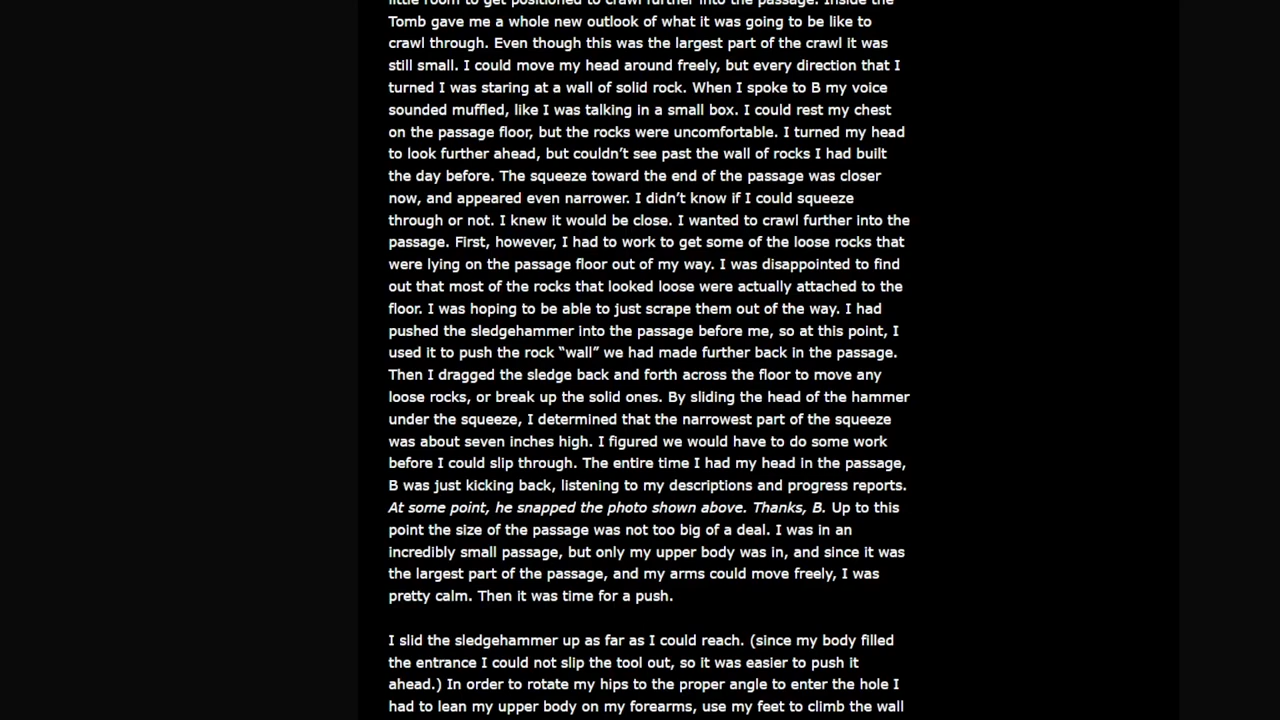 little room to get positioned to crawl further into the passage. Inside the
Tomb gave me a whole new outlook of what it was going to be like to
crawl through. Even though this was the largest part of the crawl it was
still small. I could move my head around freely, but every direction that I
turned I was staring at a wall of solid rock. When I spoke to B my voice
sounded muffled, like I was talking in a small box. I could rest my chest
on the passage floor, but the rocks were uncomfortable. I turned my head
to look further ahead, but couldn’t see past the wall of rocks I had built
the day before. The squeeze toward the end of the passage was closer
now, and appeared even narrower. I didn’t know if I could squeeze
through or not. I knew it would be close. I wanted to crawl further into the
passage. First, however, I had to work to get some of the loose rocks that
were lying on the passage floor out of my way. I was disappointed to find
out that most of the rocks that looked loose were actually attached to the
floor. I was hoping to be able to just scrape them out of the way. I had
pushed the sledgehammer into the passage before me, so at this point, I
used it to push the rock “wall” we had made further back in the passage.
Then I dragged the sledge back and forth across the floor to move any
loose rocks, or break up the solid ones. By sliding the head of the hammer
under the squeeze, I determined that the narrowest part of the squeeze
was about seven inches high. I figured we would have to do some work
before I could slip through. The entire time I had my head in the passage,
B was just kicking back, listening to my descriptions and progress reports.
At some point, he snapped the photo shown above. Thanks, B. Up to this
point the size of the passage was not too big of a deal. I was in an
incredibly small passage, but only my upper body was in, and since it was
the largest part of the passage, and my arms could move freely, I was
pretty calm. Then it was time for a push.
I slid the sledgehammer up as far as I could reach. (since my body filled
the entrance I could not slip the tool out, so it was easier to push it
ahead.) In order to rotate my hips to the proper angle to enter the hole I
had to lean my upper body on my forearms, use my feet to climb the wall